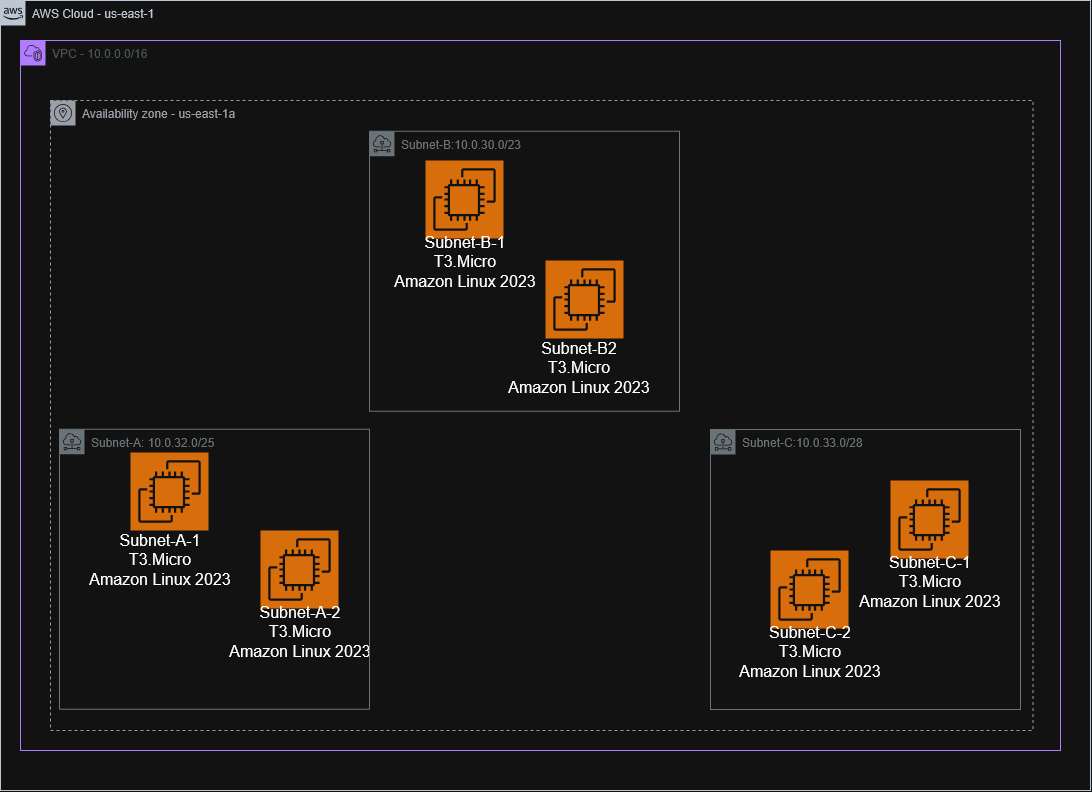 aws
AWS Cloud - us-east-1
VPC - 10.0.0.0/16
Availability zone - us-east-1a
Subnet-B:10.0.30.0/23
Subnet-B-1
T3.Micro
Amazon Linux 2023
Subnet-B2
T3.Micro
Amazon Linux 2023
Subnet-A: 10.0.32.0/25
Subnet-A-1
T3.Micro
Amazon Linux 2023
Subnet-A-2
T3.Micro
Amazon Linux 2023
Subnet-C:10.0.33.0/28
Subnet-C-1
T3.Micro
Amazon Linux 2023
Subnet-C-2
T3.Micro
Amazon Linux 2023